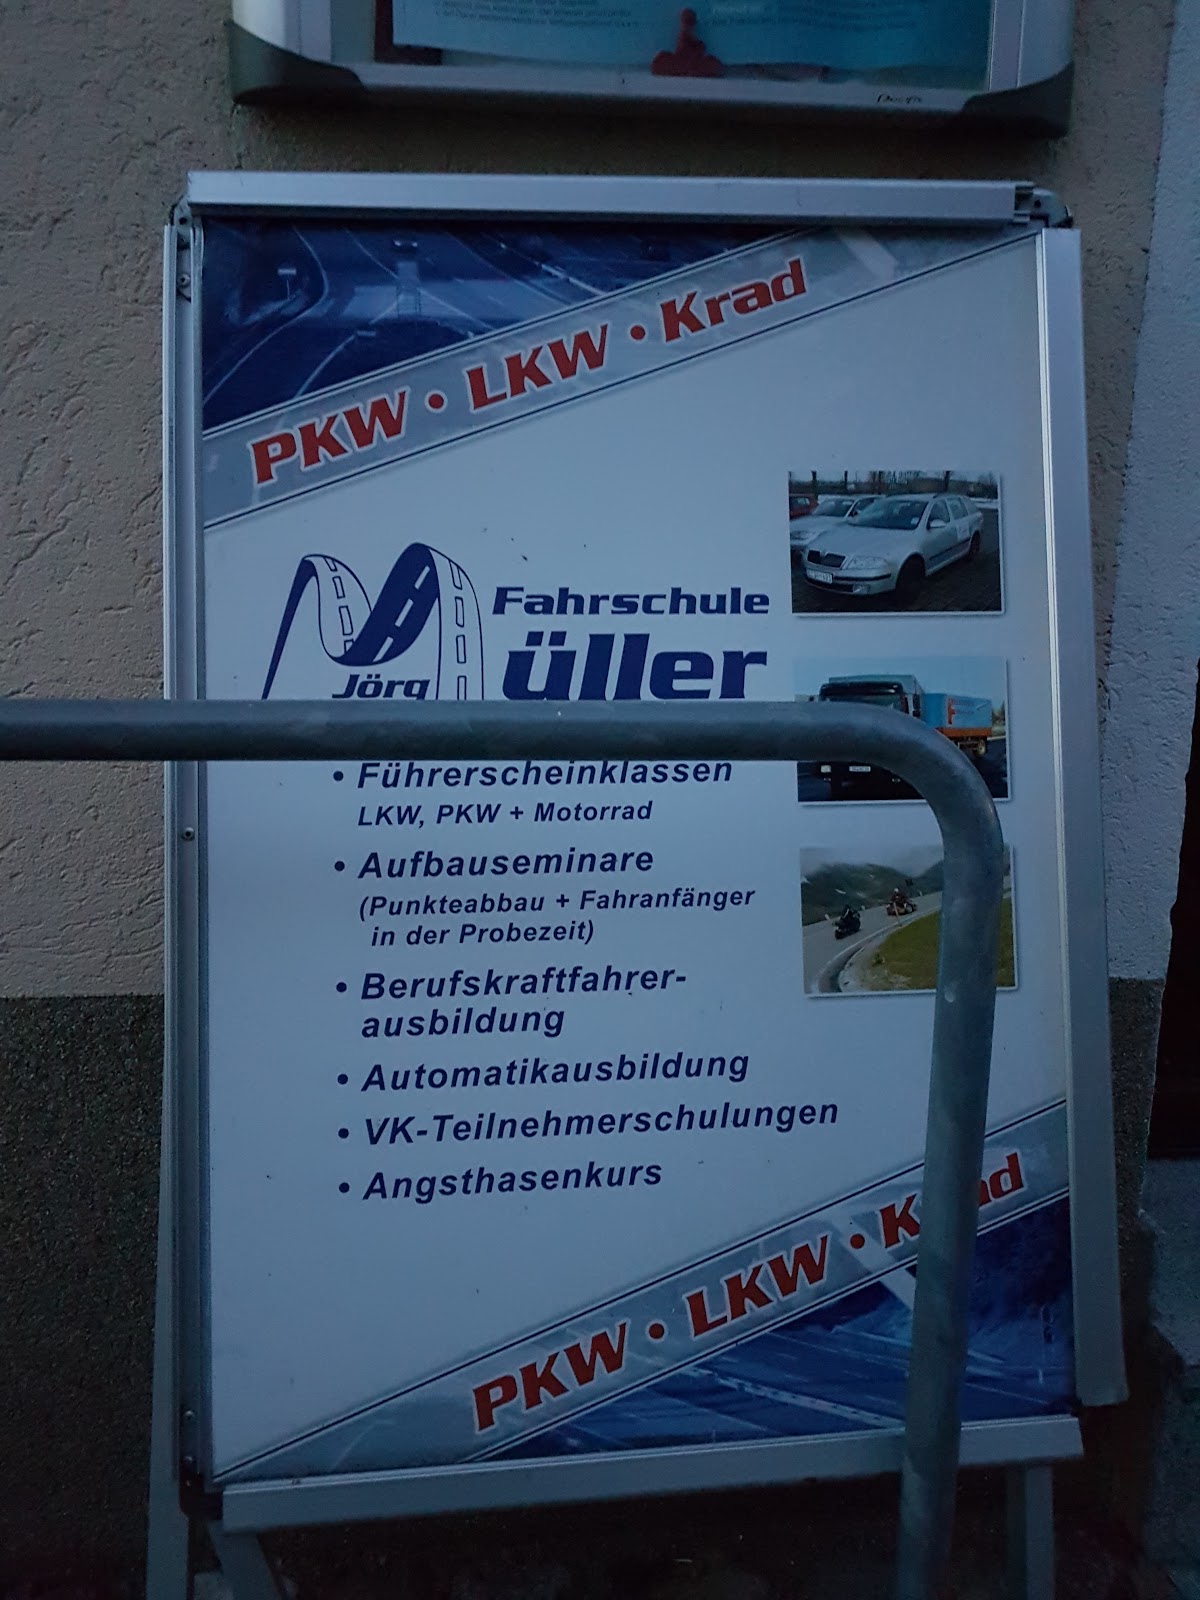 PKW • LKW • Krad
Fahrschule
Jörg üller
• Führerscheinklassen
LKW, PKW + Motorrad
• Aufbauseminare
(Punkteabbau + Fahranfänger
in der Probezeit)
• Berufskraftfahrer-
ausbildung
• Automatikausbildung
• VK-Teilnehmerschulungen
• Angsthasenkurs
PKW • LKW • K ad